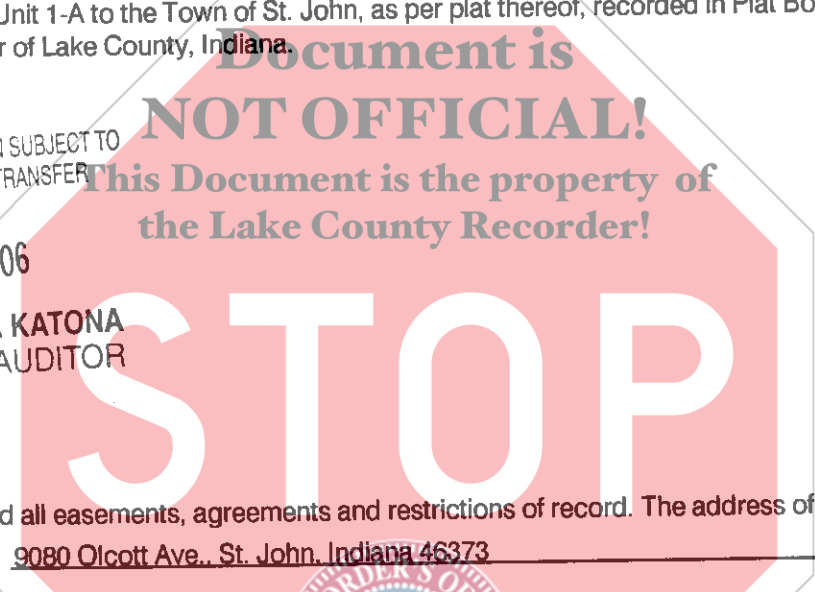 Unit 1-A to the Town of St. John, as per plat thereof, recorded in Plat Bo
r of Lake County, Indiana.
Document is
NOT OFFICIAL!
SUBJECT TO
TRANSFER
This Document is the property of
the Lake County Recorder!
06
KATONA
AUDITOR
STOP
d all easements, agreements and restrictions of record. The address of
9080 Olcott Ave., St. John, Indiana 46373
ORDER'S O